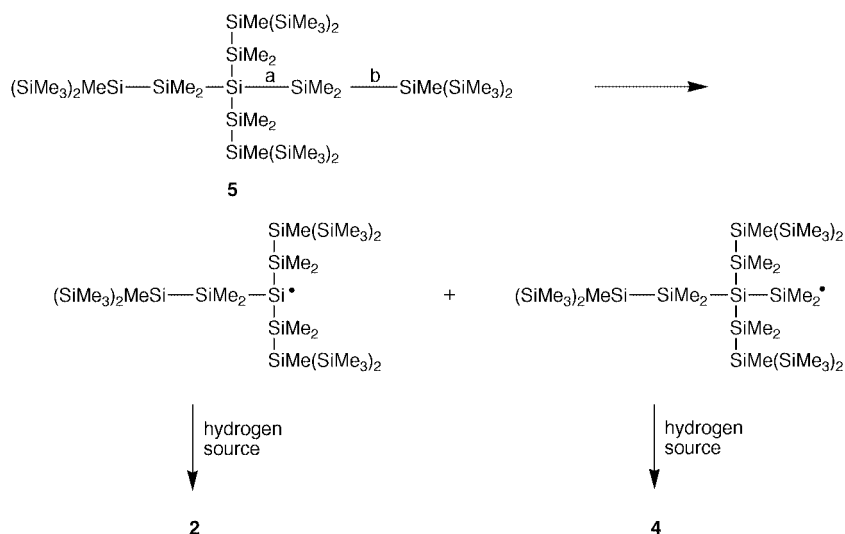 SiMe(SiMe3)2
SiMe2
a b
(SiMe3)2MeSi SiMe2 Si SiMe2 SiMe(SiMe3)2
SiMe2
SiMe(SiMe3)2
5
SiMe(SiMe3)2 SiMe(SiMe3)2
SiMe2 SiMe2
(SiMe3)2MeSi SiMe2 Si• + (SiMe3)2MeSi SiMe2 Si SiMe2•
SiMe2 SiMe2
SiMe(SiMe3)2 SiMe(SiMe3)2
hydrogen hydrogen
source source
2 4